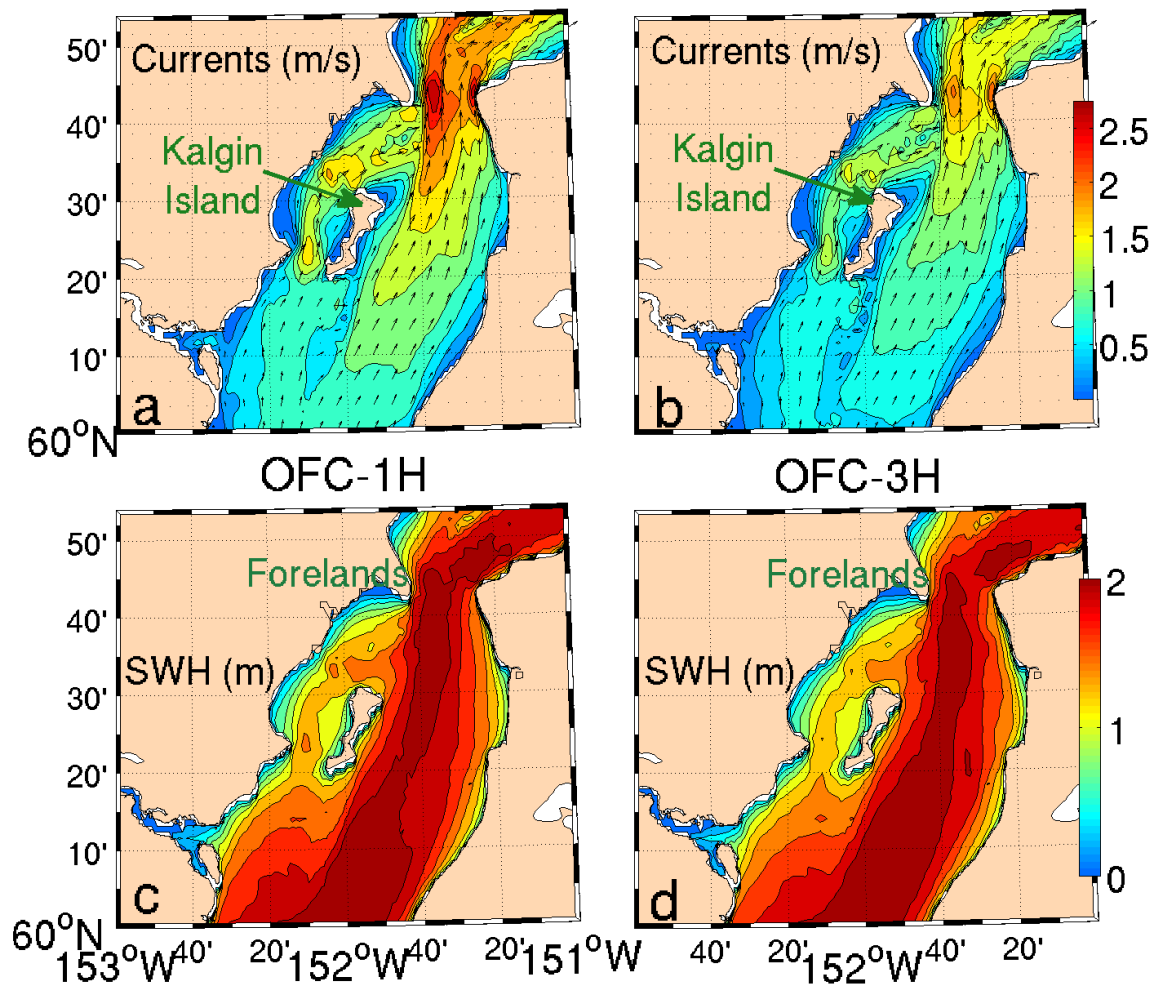 50'
Currents (m/s)
Currents (m/s)
40'
2.5
Kalgin
Island
Kalgin
Island
2
30'
1.5
20'
1
10'
0.5
a
b
60°N
OFC-1H
OFC-3H
50'
Forelands
Forelands
40'
2
SWH (m)
SWH (m)
30'
1
20'
10'
0
c
d
60°N
153°W 40' 20' 152°W 40' 20' 151°W 40' 20' 152°W 40' 20'